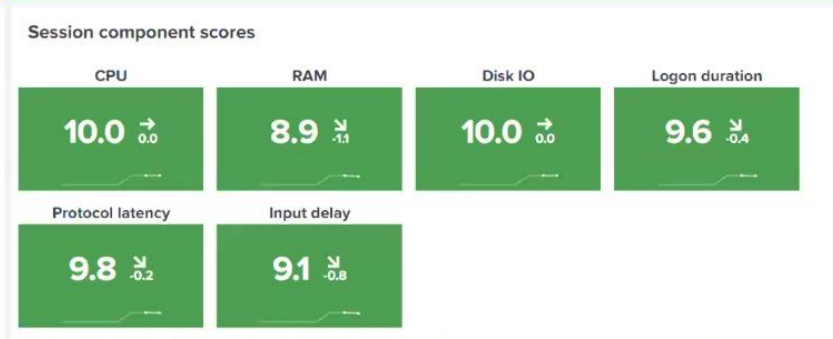 Session component scores
CPU RAM Disk IO Logon duration
10.0 → 0.0 8.9 ↘ -1.1 10.0 → 0.0 9.6 ↘ -0.4
Protocol latency Input delay
9.8 ↘ -0.2 9.1 ↘ -0.8